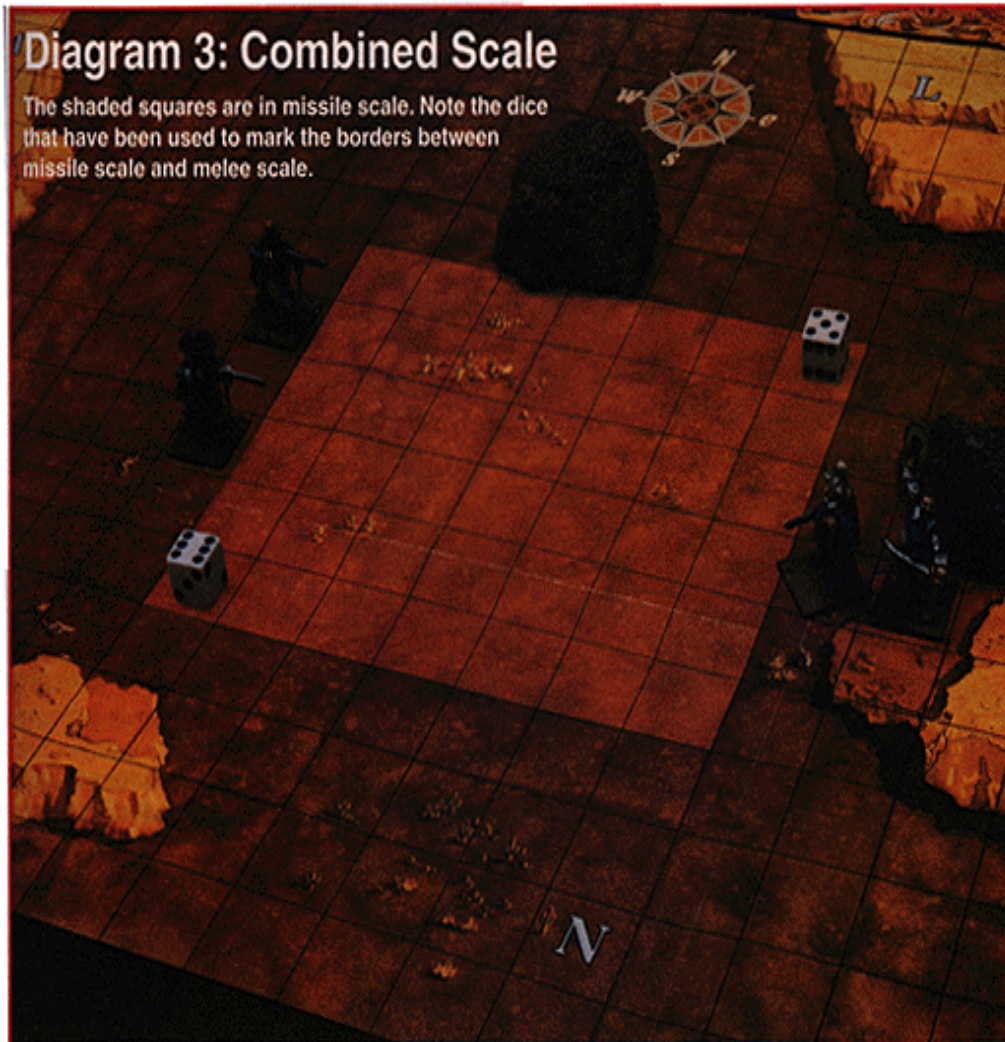 Diagram 3: Combined Scale
The shaded squares are in missile scale. Note the dice
that have been used to mark the borders between
missile scale and melee scale.
N
W
O
S
L
N